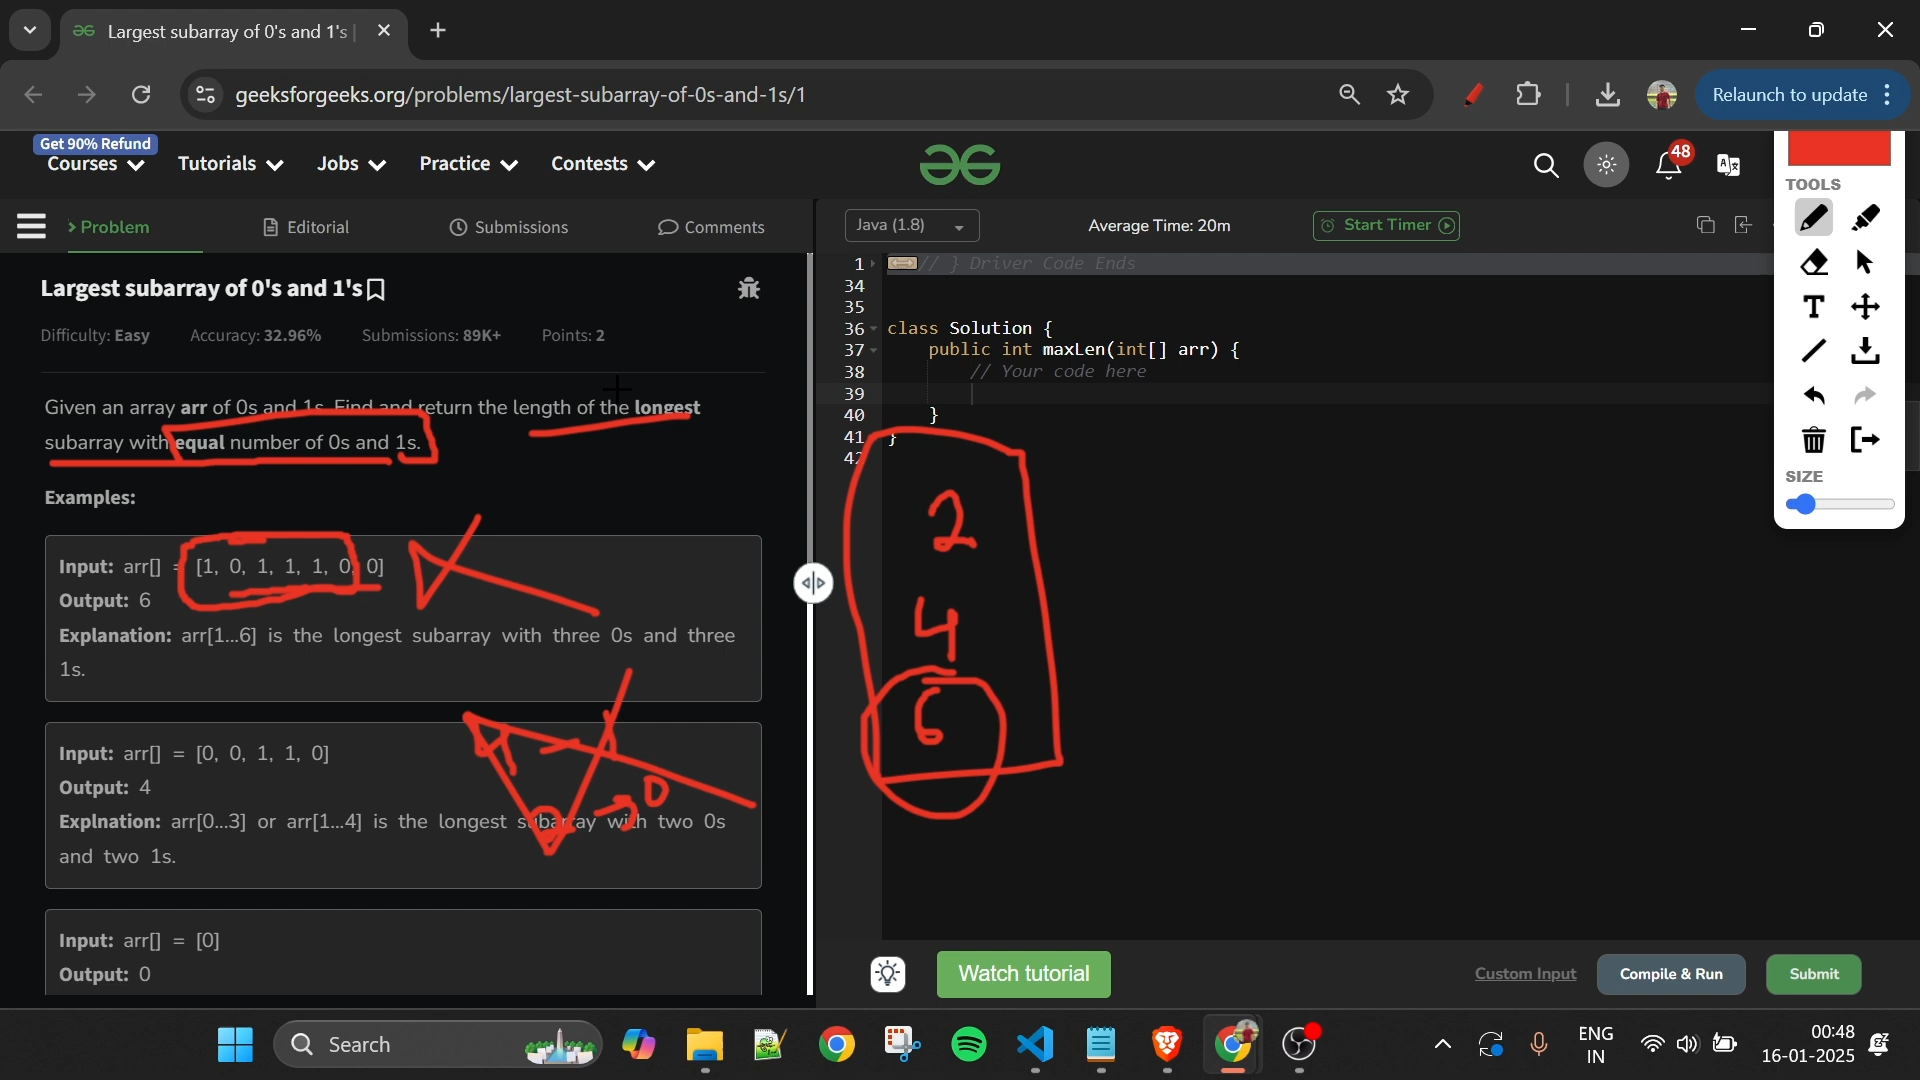 Largest subarray of 0's and 1's |
geeksforgeeks.org/problems/largest-subarray-of-0s-and-1s/1
Relaunch to update
Get 90% Refund
Courses
Tutorials
Jobs
Practice
Contests
48
TOOLS
Problem
Editorial
Submissions
Comments
Java (1.8)
Average Time: 20m
Start Timer
Largest subarray of 0's and 1's
Difficulty: Easy
Accuracy: 32.96%
Submissions: 89K+
Points: 2
Given an array arr of 0s and 1s. Find and return the length of the longest
subarray with equal number of 0s and 1s.
Examples:
Input: arr[] = [1, 0, 1, 1, 1, 0, 0]
Output: 6
Explanation: arr[1...6] is the longest subarray with three 0s and three
1s.
Input: arr[] = [0, 0, 1, 1, 0]
Output: 4
Explnation: arr[0...3] or arr[1...4] is the longest subarray with two 0s
and two 1s.
Input: arr[] = [0]
Output: 0
1 // } Driver Code Ends
34
35
36 class Solution {
37 public int maxLen(int[] arr) {
38 // Your code here
39
40 }
41 }
42
2
4
6
0
T
SIZE
Watch tutorial
Custom Input
Compile & Run
Submit
Search
ENG
IN
00:48
16-01-2025